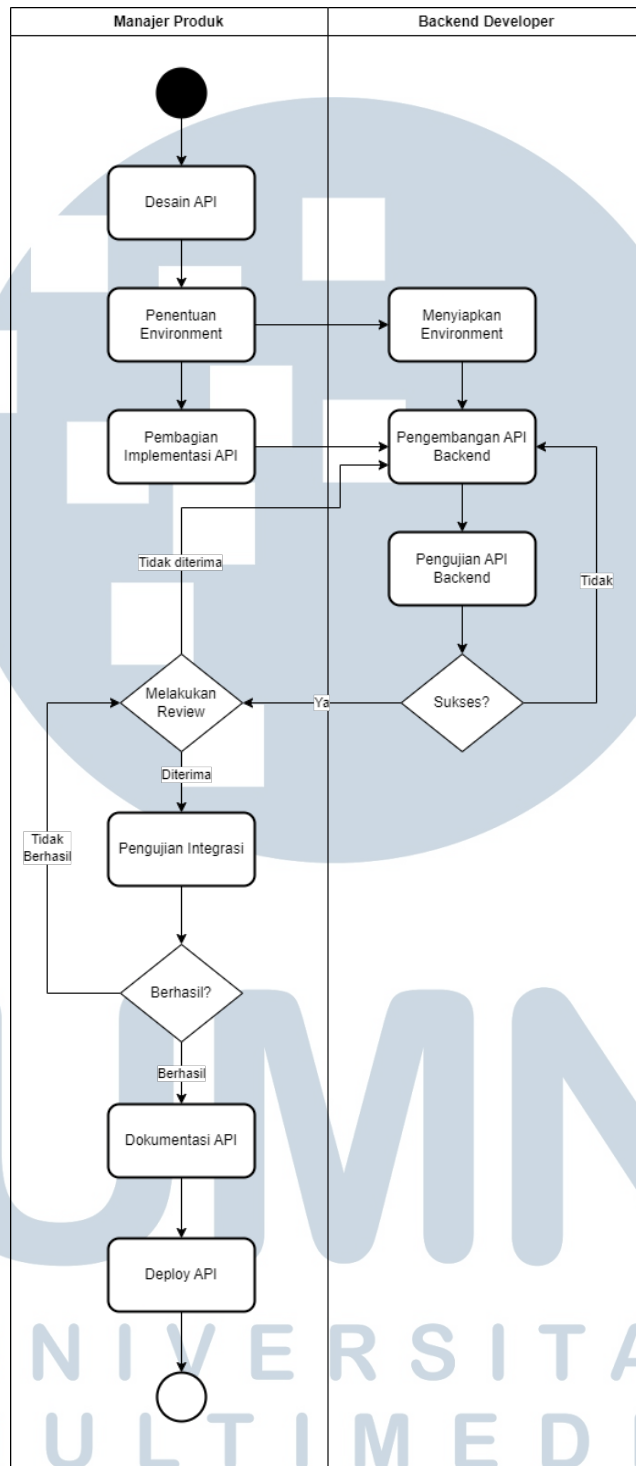 Manajer Produk
Backend Developer
Desain API
Penentuan
Environment
Menyiapkan
Environment
Pembagian
Implementasi API
Pengembangan API
Backend
Tidak diterima
Pengujian API
Backend
Tidak
Melakukan
Review
Ya
Sukses?
Diterima
Tidak
Berhasil
Pengujian Integrasi
Berhasil?
Berhasil
Dokumentasi API
Deploy API
UMN
NIVERSITA
ULTIMEDI